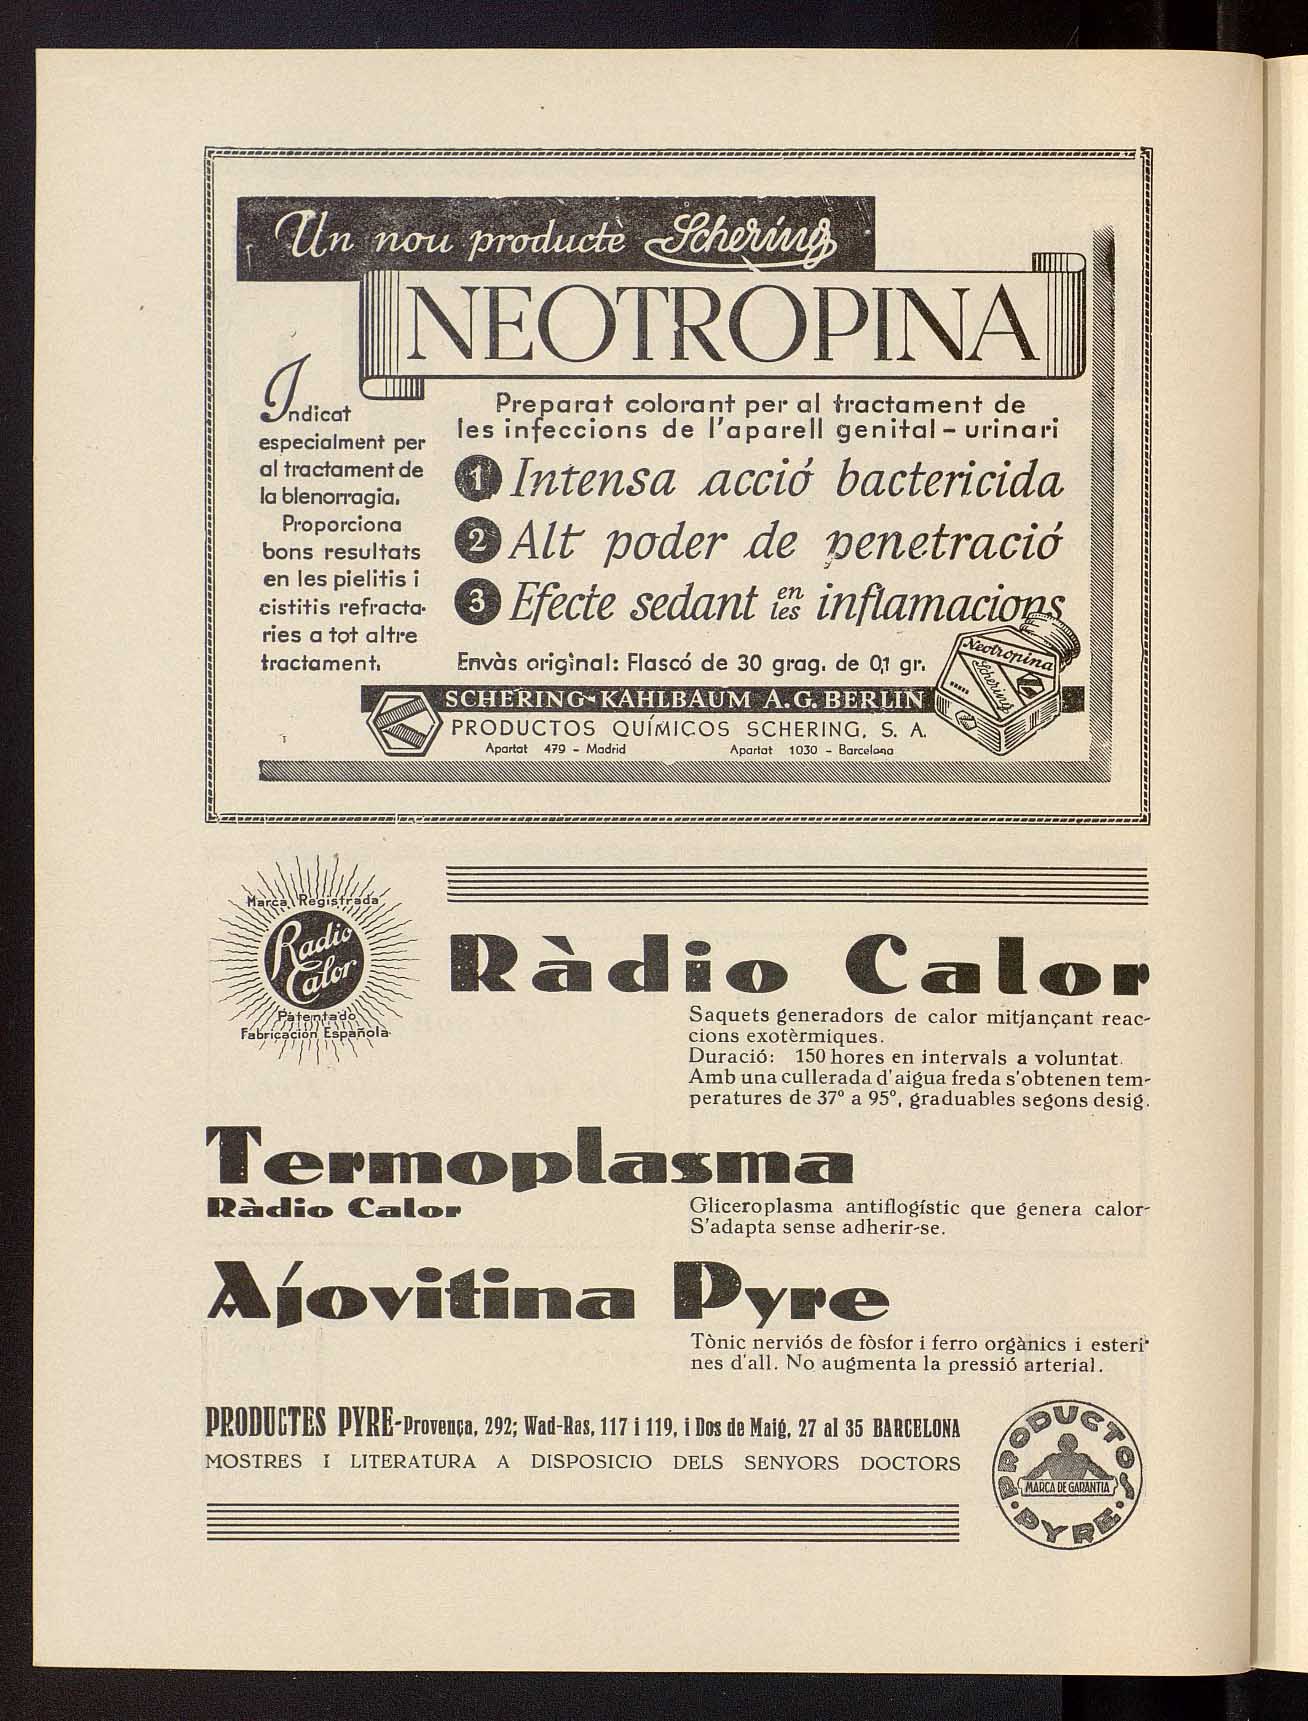 Un nou productè Schering
NEOTROPINA
Indicat
especialment per
al tractament de
la blenorragia.
Proporciona
bons resultats
en les pielitis i
cistitis refracta-
ries a tot altre
tractament.
Preparat colorant per al tractament de
les infeccions de l'aparell genital-urinari
1 Intensa acció bactericida
2 Alt poder de penetració
3 Efecte sedant en les inflamacions
Envàs original: Flascó de 30 grag. de 0,1 gr.
Neotropina
Schering
SCHERING-KAHLBAUM A.G. BERLIN
PRODUCTOS QUÍMICOS SCHERING, S. A.
Apartat 479 - Madrid Apartat 1030 - Barcelona
Marca Registrada
Radio
Calor
Patentado
Fabricación Española
Ràdio Calor
Saquets generadors de calor mitjançant reac-
cions exotèrmiques.
Duració: 150 hores en intervals a voluntat.
Amb una cullerada d'aigua freda s'obtenen tem-
peratures de 37º a 95º, graduables segons desig.
Termoplasma
Ràdio Calor
Gliceroplasma antiflogístic que genera calor-
S'adapta sense adherir-se.
Ajovitina Pyre
Tònic nerviós de fòsfor i ferro orgànics i esteri-
nes d'all. No augmenta la pressió arterial.
PRODUCTES PYRE-Provença, 292; Wad-Ras, 117 i 119, i Dos de Maig, 27 al 35 BARCELONA
MOSTRES I LITERATURA A DISPOSICIO DELS SENYORS DOCTORS
PRODUCTOS
MARCA DE GARANTIA
PYRE